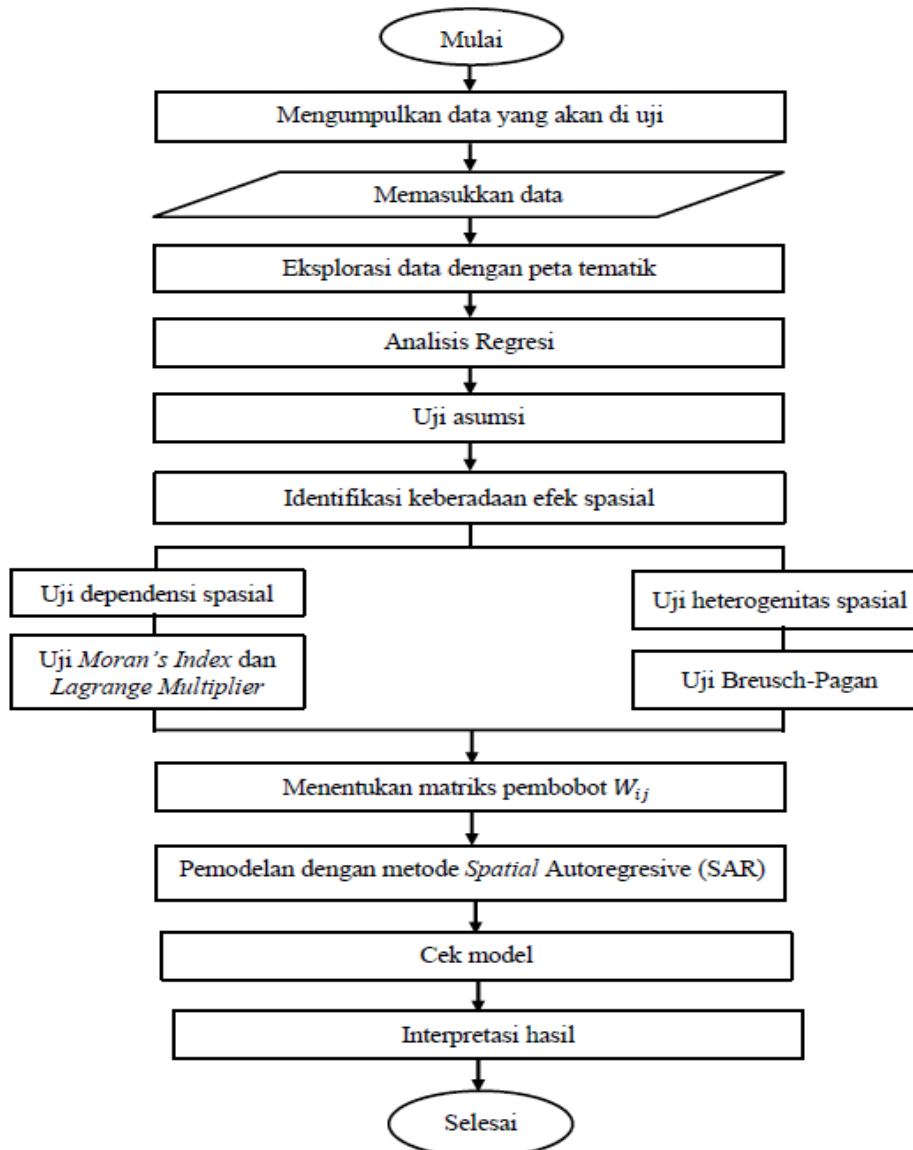 Mulai
Mengumpulkan data yang akan di uji
Memasukkan data
Eksplorasi data dengan peta tematik
Analisis Regresi
Uji asumsi
Identifikasi keberadaan efek spasial
Uji dependensi spasial
Uji Moran's Index dan
Lagrange Multiplier
Uji heterogenitas spasial
Uji Breusch-Pagan
Menentukan matriks pembobot W_{ij}
Pemodelan dengan metode Spatial Autoregresive (SAR)
Cek model
Interpretasi hasil
Selesai